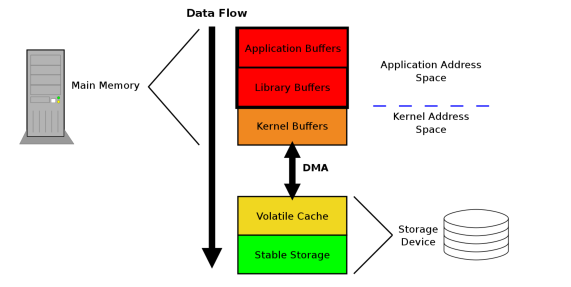 Data Flow
Application Buffers
Library Buffers
Kernel Buffers
Main Memory
Application Address
Space
Kernel Address
Space
DMA
Volatile Cache
Stable Storage
Storage
Device